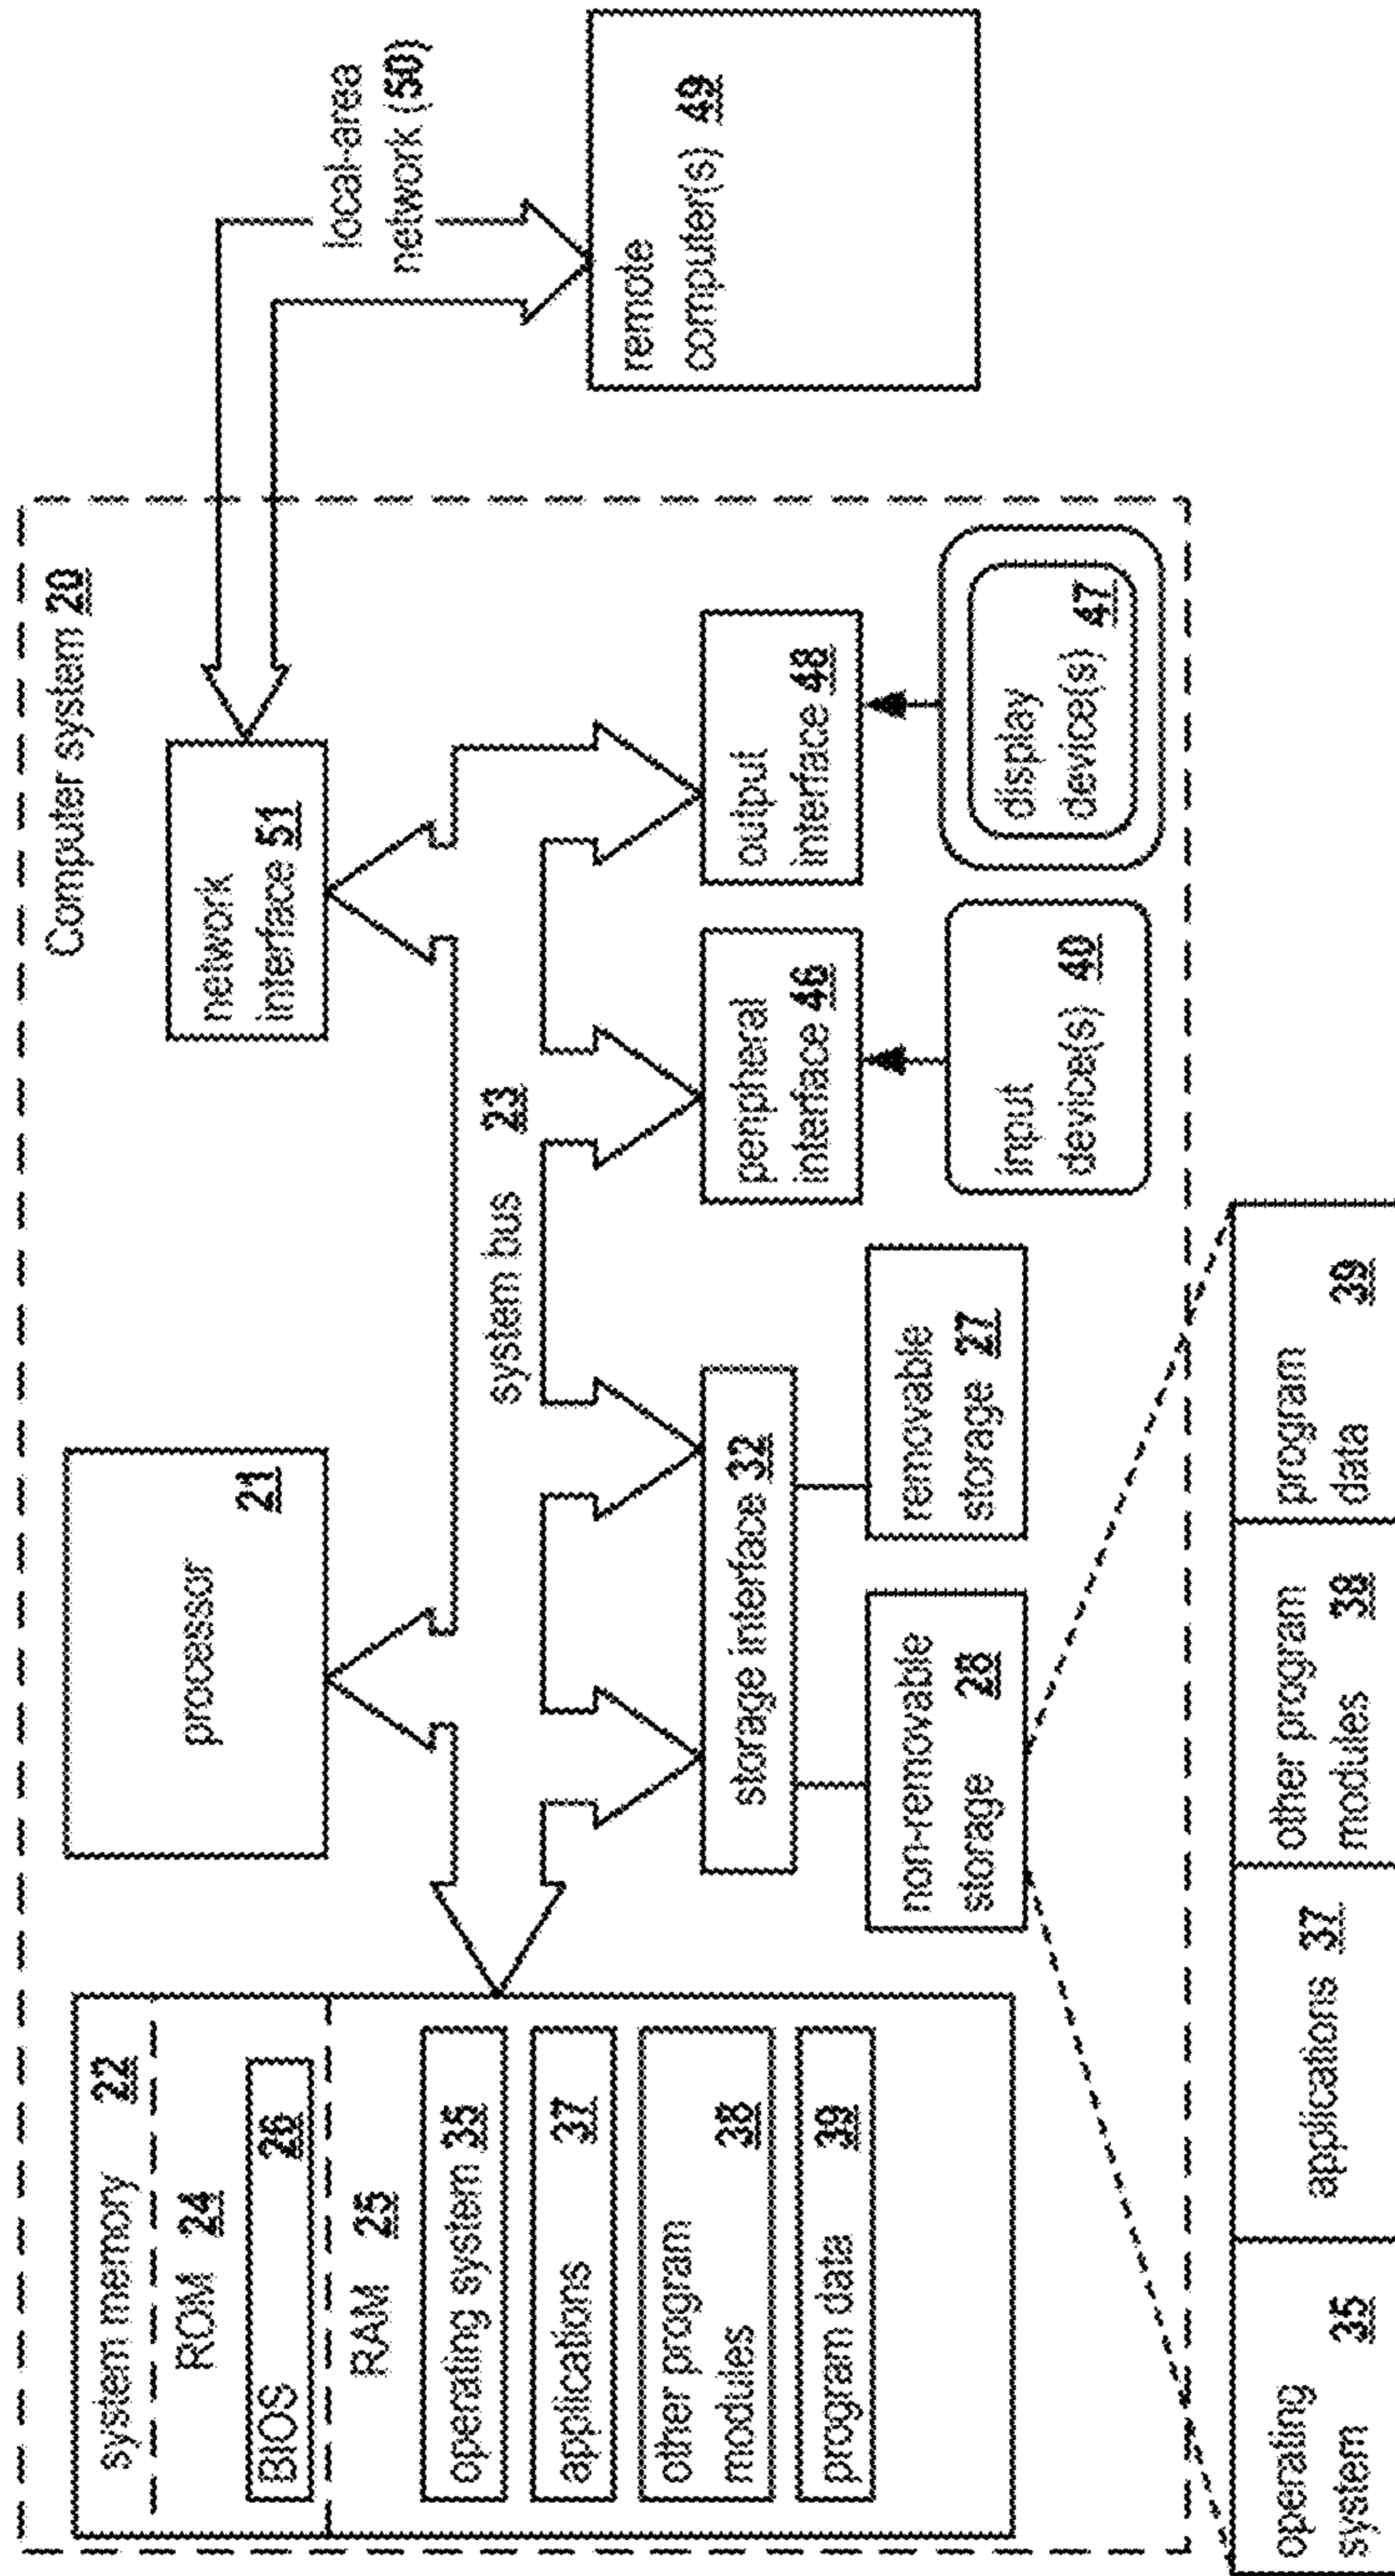 Computer system 20
system memory 22
ROM 24
BIOS 26
RAM 25
operating system 35
applications 37
other program
modules 38
program data 39
processor
21
network
interface 51
local-area
network (50)
system bus 23
storage interface 32
peripheral
interface 46
output
interface 48
remote
computer(s) 49
non-removable
storage 28
removable
storage 27
input
device(s) 40
display
device(s) 47
operating
system 35
applications 37
other program
modules 38
program
data 39